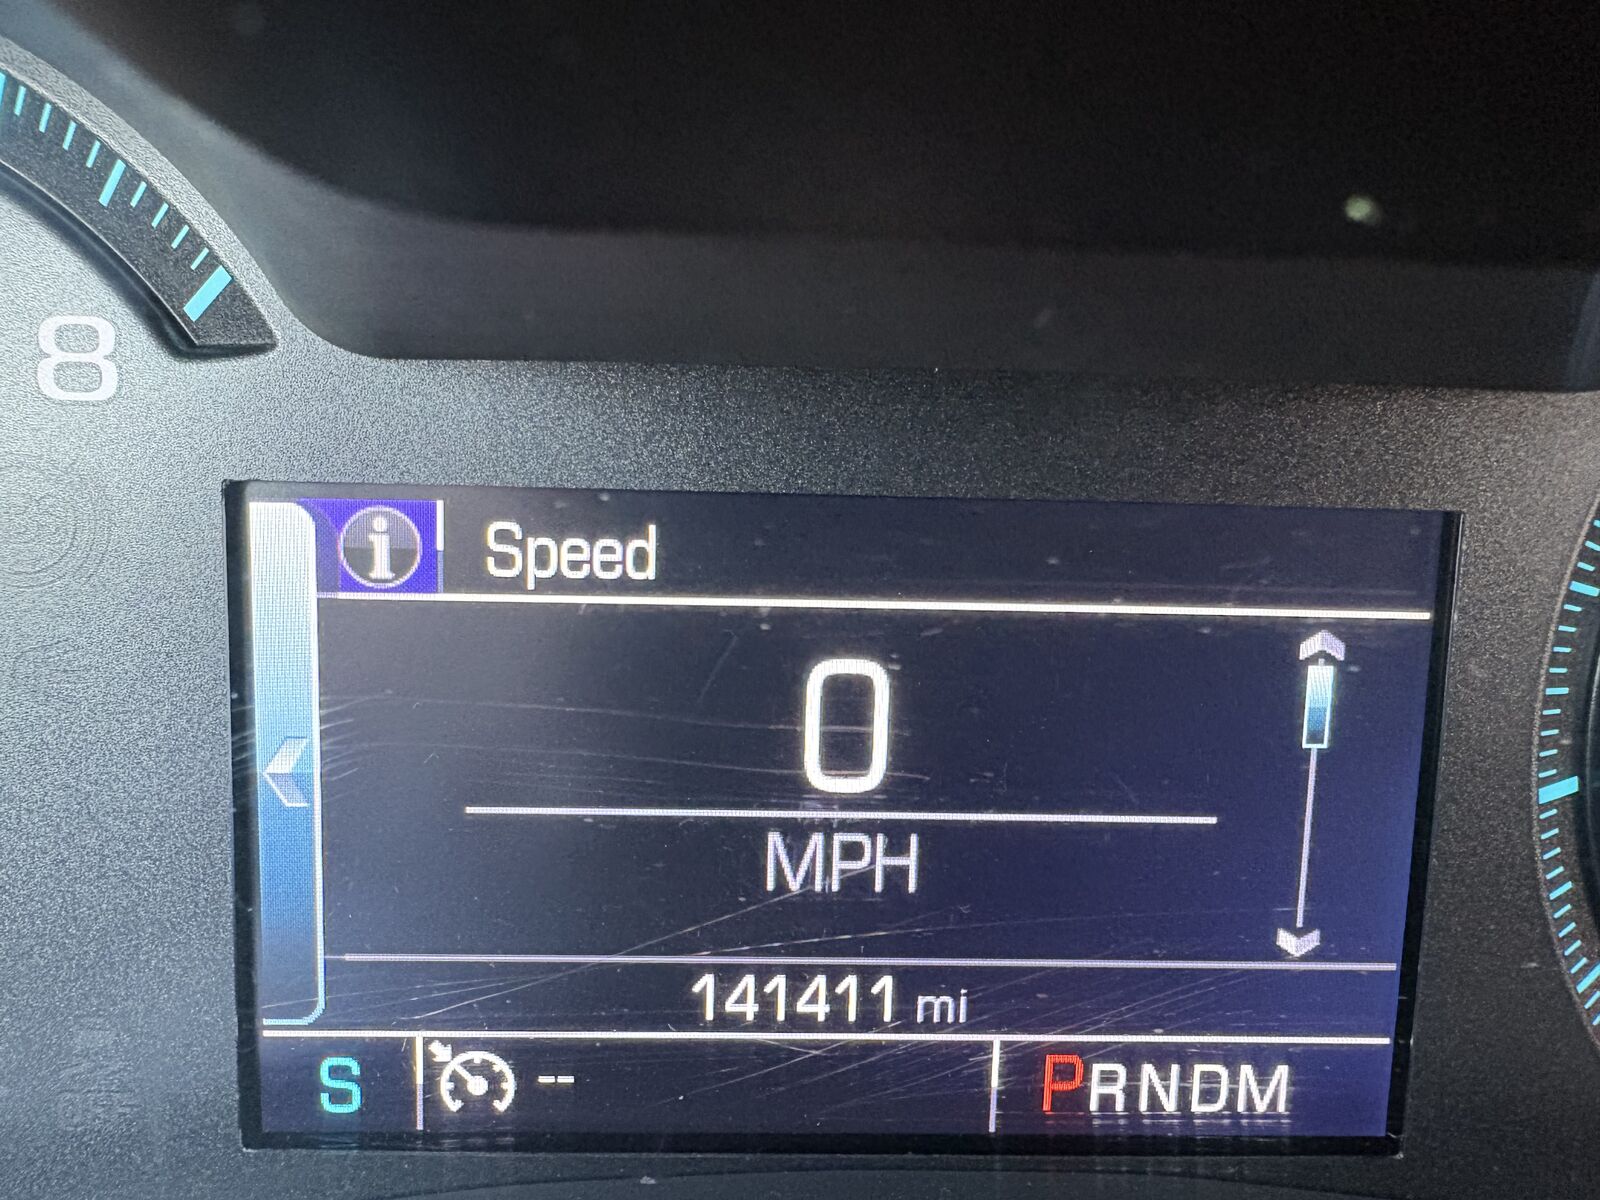 8
i Speed
0
MPH
141411 mi
S -- PRNDM